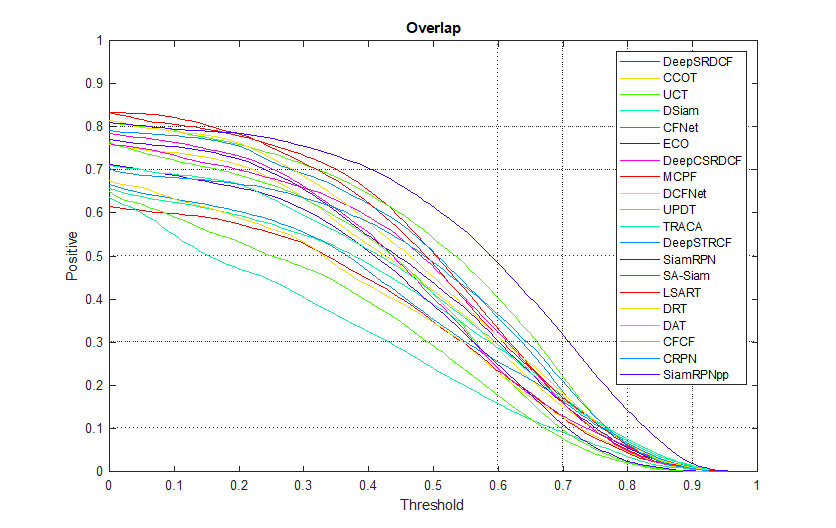 Overlap
Positive
1
0.9
0.8
0.7
0.6
0.5
0.4
0.3
0.2
0.1
0
DeepSRDCF
CCOT
UCT
DSiam
CFNet
ECO
DeepCSRDCF
MCPF
DCFNet
UPDT
TRACA
DeepSTRCF
SiamRPN
SA-Siam
LSART
DRT
DAT
CFCF
CRPN
SiamRPNpp
0 0.1 0.2 0.3 0.4 0.5 0.6 0.7 0.8 0.9 1
Threshold